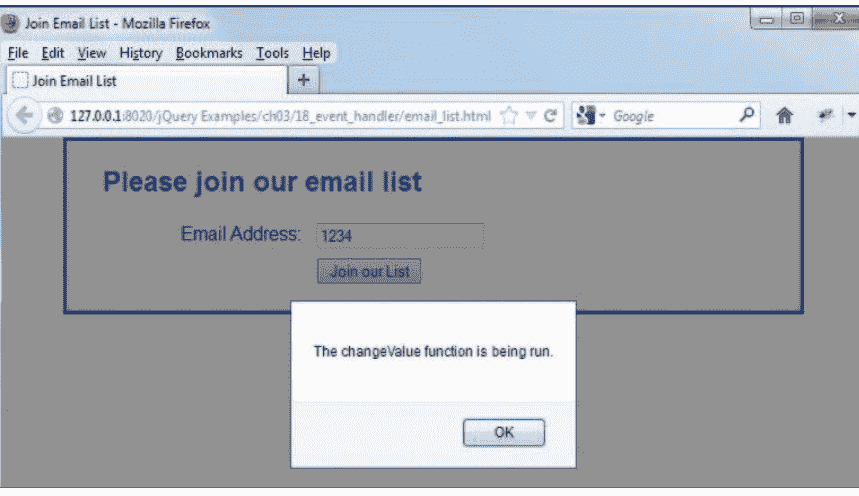 Join Email List - Mozilla Firefox
File Edit View History Bookmarks Tools Help
Join Email List +
127.0.0.1:8020/jQuery Examples/ch03/18_event_handler/email_list.html Google
Please join our email list
Email Address: 1234
Join our List
The changeValue function is being run.
OK